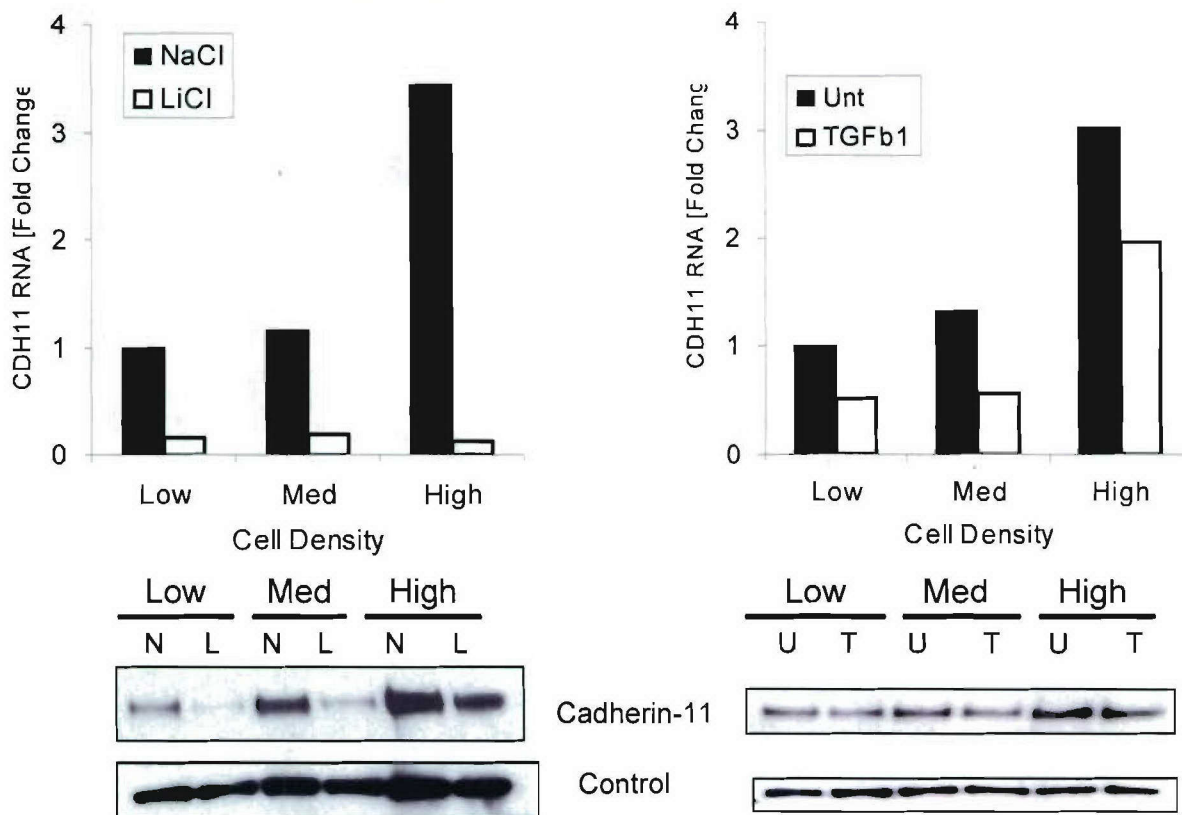 4
3
2
1
0
CDH11 RNA [Fold Change
NaCl
LiCl
Low Med High
Cell Density
4
3
2
1
0
CDH11 RNA [Fold Chang
Unt
TGFb1
Low Med High
Cell Density
Low Med High
N L N L N L
Cadherin-11
Control
Low Med High
U T U T U T